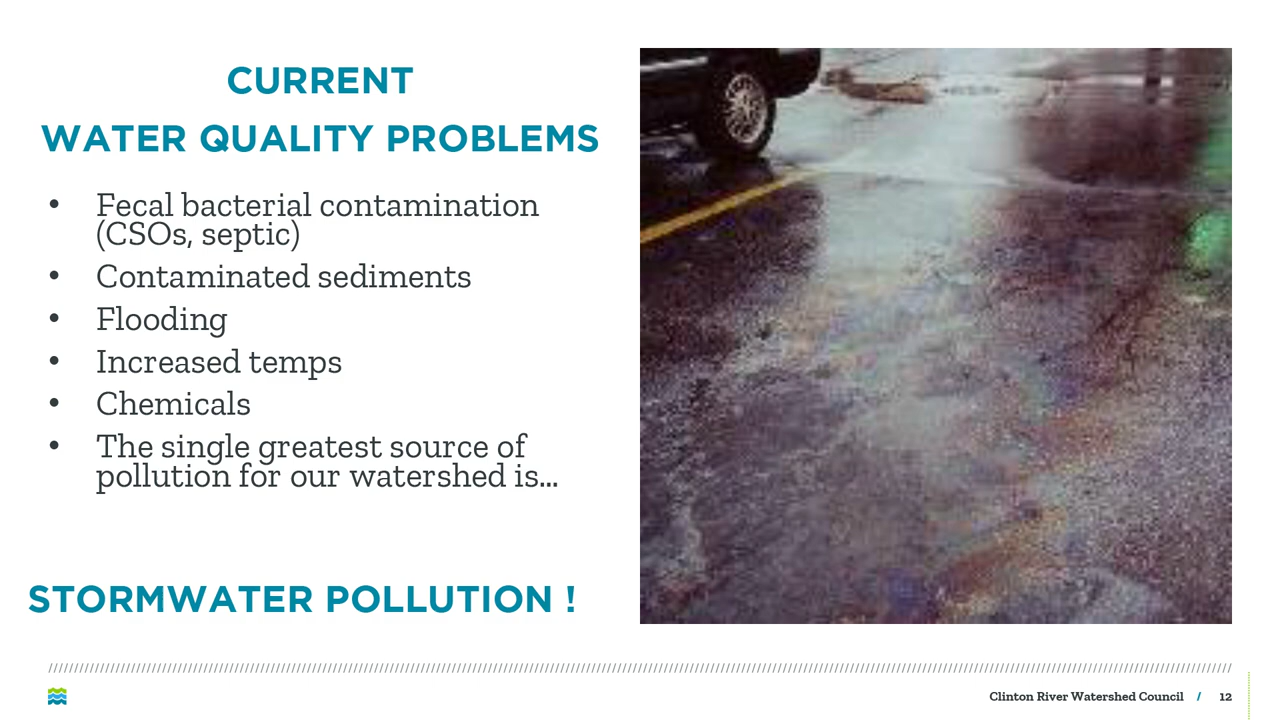 CURRENT
WATER QUALITY PROBLEMS
• Fecal bacterial contamination
(CSOs, septic)
• Contaminated sediments
• Flooding
• Increased temps
• Chemicals
• The single greatest source of
pollution for our watershed is...
STORMWATER POLLUTION !
Clinton River Watershed Council / 12